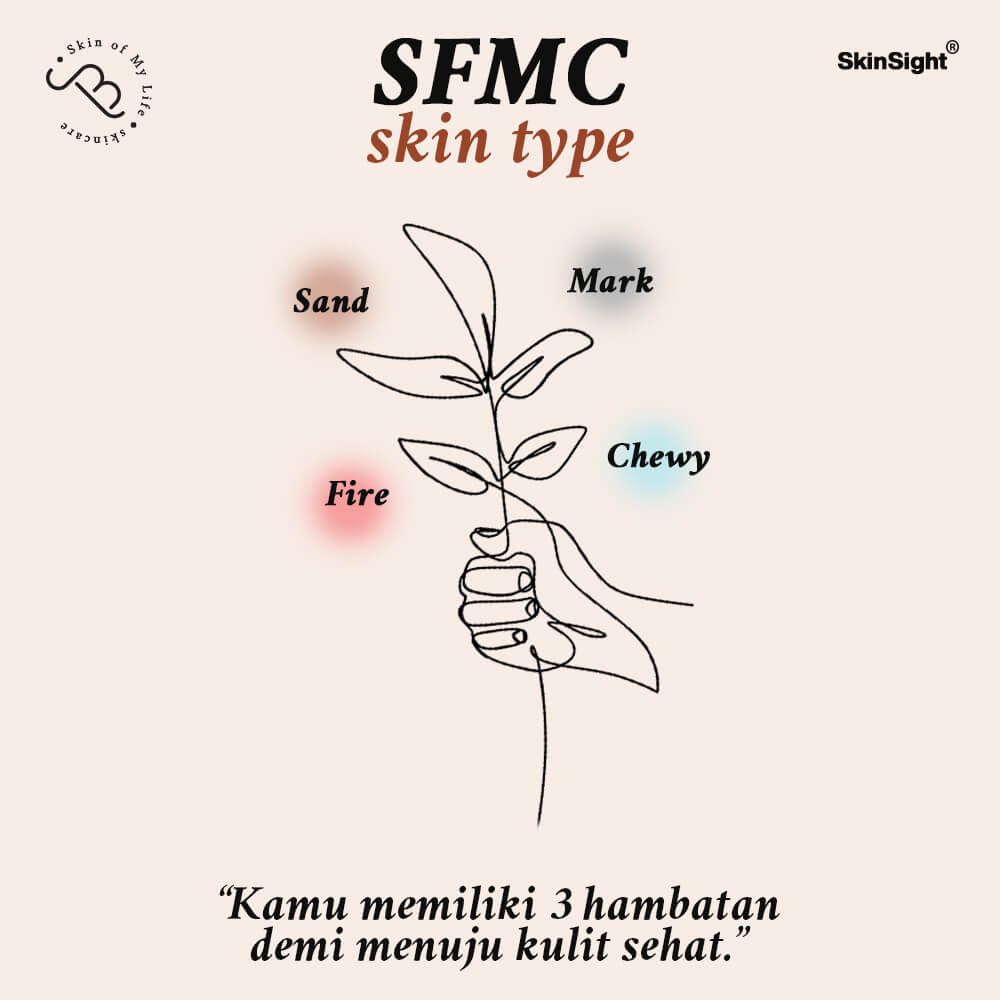 • Skin of My Life • skincare
SFMC
SkinSight®
skin type
Sand
Mark
Fire
Chewy
“Kamu memiliki 3 hambatan
demi menuju kulit sehat.”